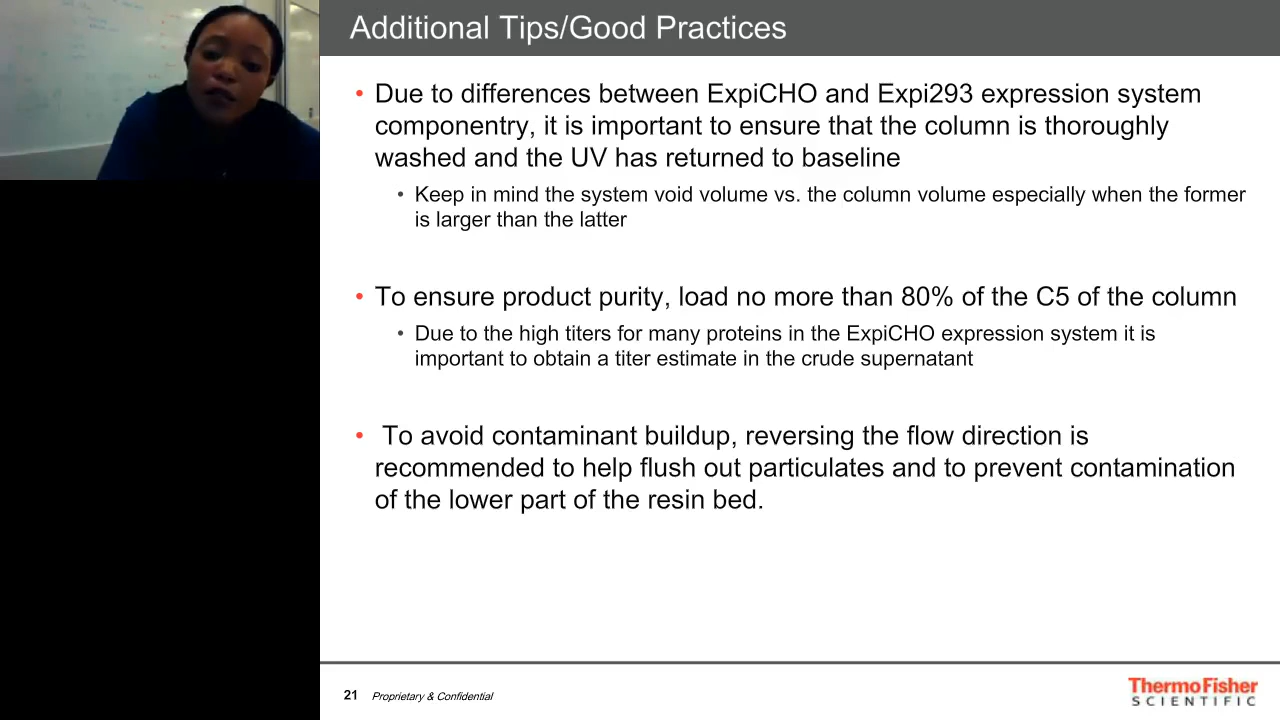 Additional Tips/Good Practices
• Due to differences between ExpiCHO and Expi293 expression system
componentry, it is important to ensure that the column is thoroughly
washed and the UV has returned to baseline
• Keep in mind the system void volume vs. the column volume especially when the former
is larger than the latter
• To ensure product purity, load no more than 80% of the C5 of the column
• Due to the high titers for many proteins in the ExpiCHO expression system it is
important to obtain a titer estimate in the crude supernatant
• To avoid contaminant buildup, reversing the flow direction is
recommended to help flush out particulates and to prevent contamination
of the lower part of the resin bed.
21 Proprietary & Confidential
ThermoFisher
SCIENTIFIC